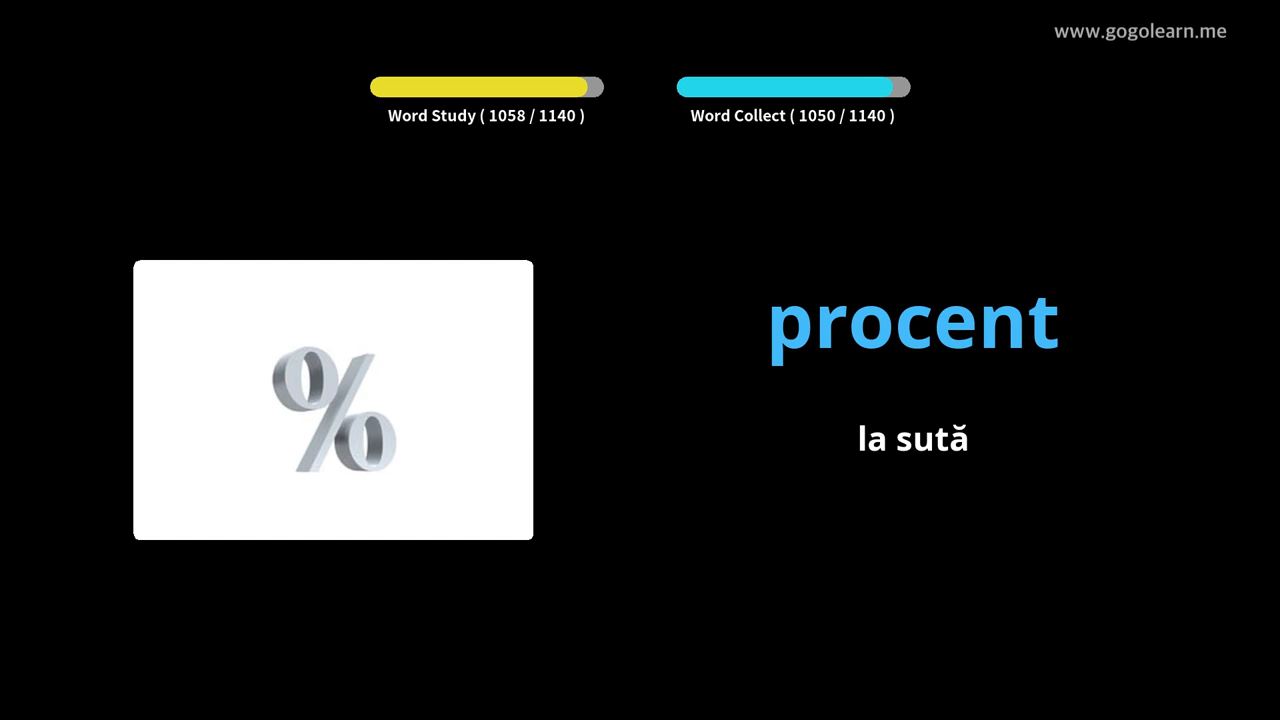 www.gogolearn.me
Word Study ( 1058 / 1140 )
Word Collect ( 1050 / 1140 )
%
procent
la sută